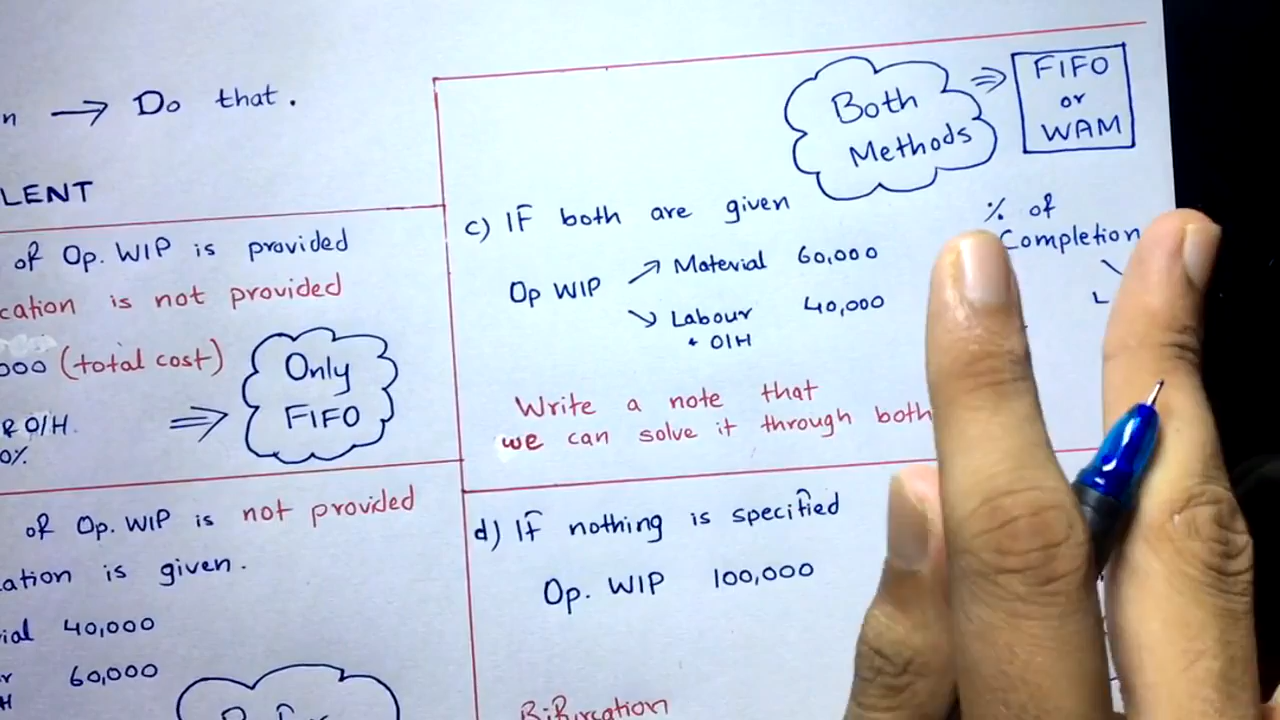 n → Do that.
LENT
of Op. WIP is provided
cation is not provided
000 (total cost)
& O/H
0%
⇒ Only
FIFO
of Op. WIP is not provided
ation is given.
ial 40,000
r 60,000
H
Both
Methods
⇒ FIFO
or
WAM
c) IF both are given
% of
Completion
Op WIP
Material 60,000
Labour 40,000
+ O/H
L
Write a note that
we can solve it through both
d) If nothing is specified
Op. WIP 100,000